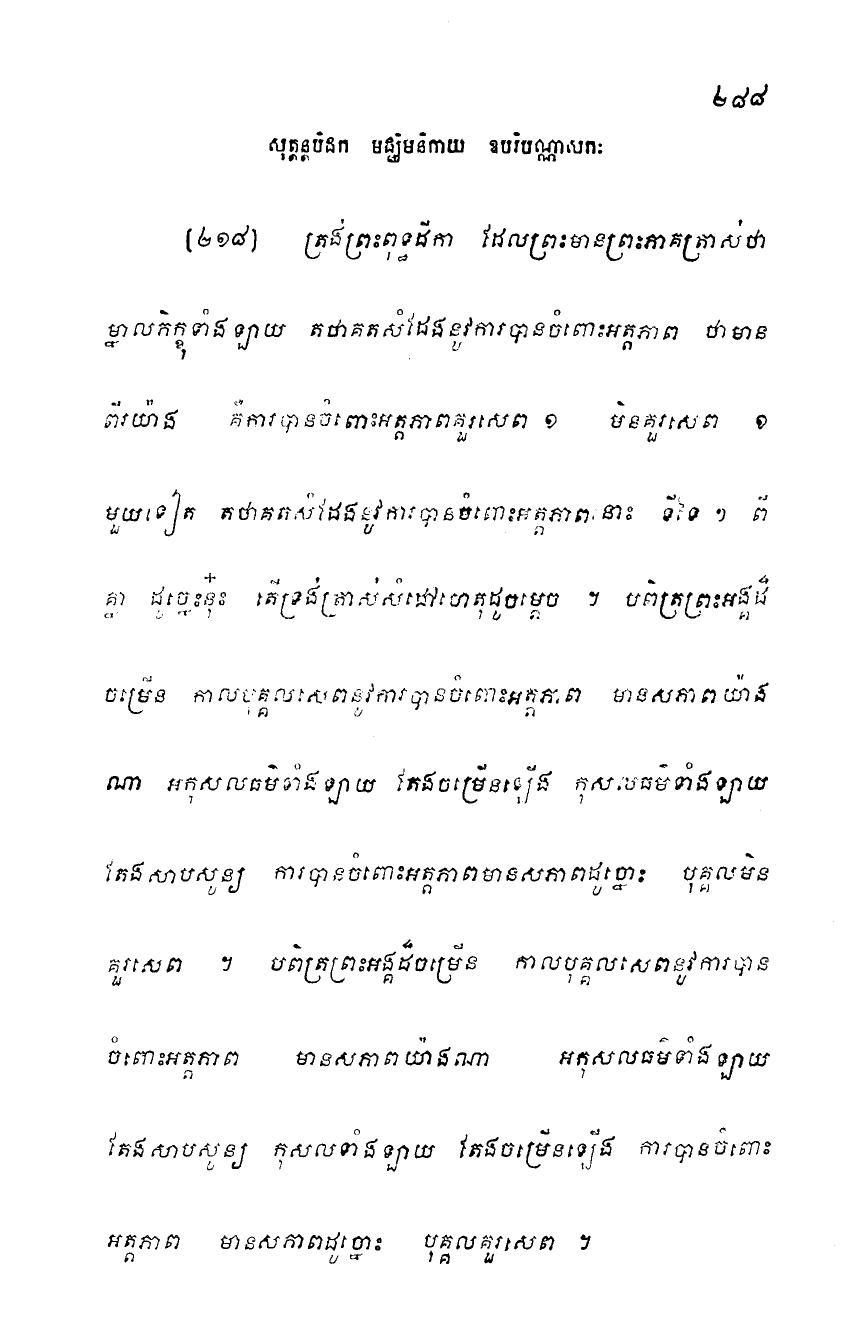 ២៨៨
សុត្តន្តបិដក មជ្ឈិមនិកាយ ឧបរិបណ្ណាសកៈ
(២១៨) ត្រង់ព្រះពុទ្ធដីកា ដែលព្រះមានព្រះភាគត្រាស់ថា
ម្នាលភិក្ខុទាំងឡាយ តថាគតសំដែងនូវការបានចំពោះអត្តភាព ថាមាន
ពីរយ៉ាង គឺការបានចំពោះអត្តភាពគួរសេព ១ មិនគួរសេព ១
មួយទៀត តថាគតសំដែងនូវការបានចំពោះអត្តភាពនោះ ទីទៃ ៗ ពី
គ្នា ដូច្នេះនុ៎ះ តើទ្រង់ត្រាស់សំដៅហេតុដូចម្តេច ។ បពិត្រព្រះអង្គដ៏
ចម្រើន កាលបុគ្គលសេពនូវការបានចំពោះអត្តភាព មានសភាពយ៉ាង
ណា អកុសលធម៌ទាំងឡាយ តែងចម្រើនឡើង កុសលធម៌ទាំងឡាយ
តែងសាបសូន្យ ការបានចំពោះអត្តភាពមានសភាពដូច្នោះ បុគ្គលមិន
គួរសេព ។ បពិត្រព្រះអង្គដ៏ចម្រើន កាលបុគ្គលសេពនូវការបាន
ចំពោះអត្តភាព មានសភាពយ៉ាងណា អកុសលធម៌ទាំងឡាយ
តែងសាបសូន្យ កុសលទាំងឡាយ តែងចម្រើនឡើង ការបានចំពោះ
អត្តភាព មានសភាពដូច្នោះ បុគ្គលគួរសេព ។